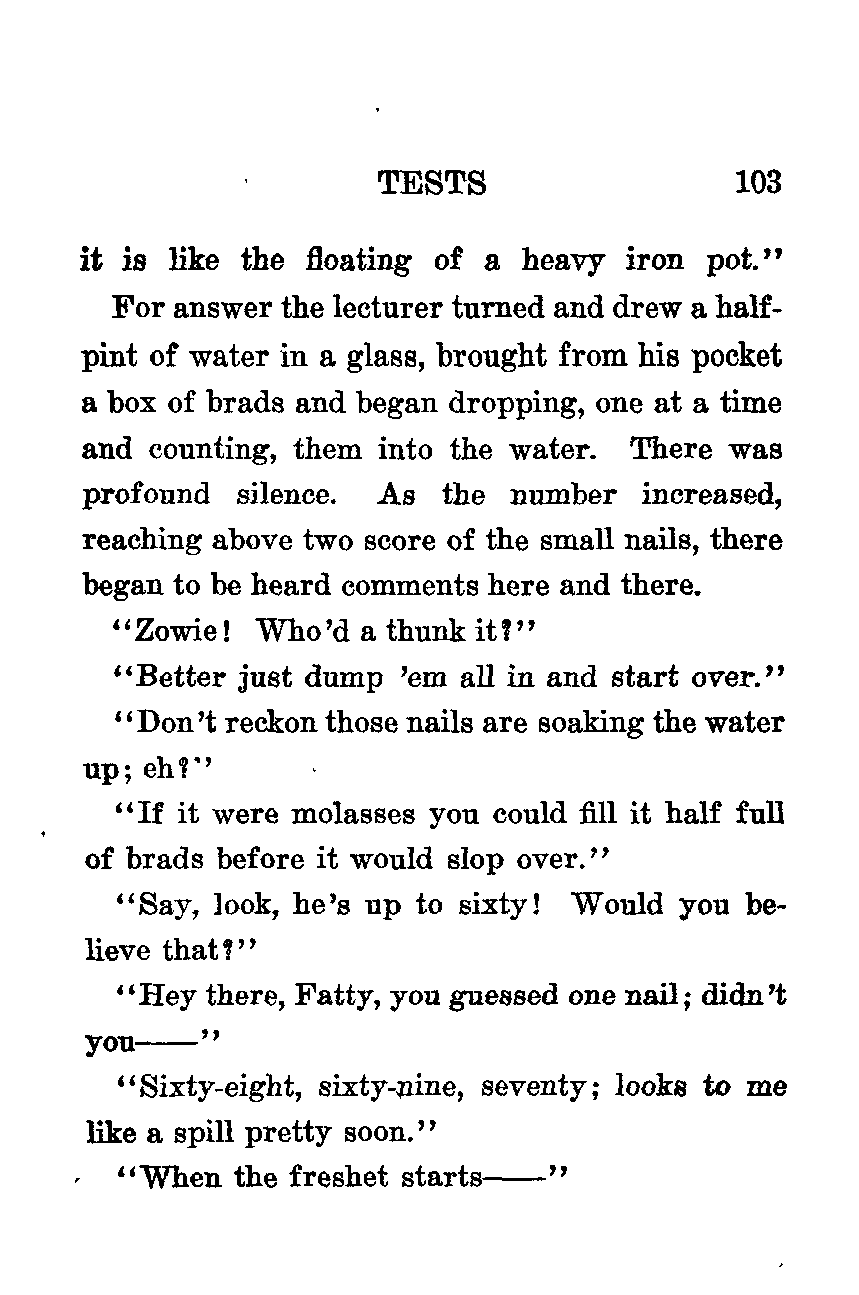 TESTS 103
it is like the floating of a heavy iron pot."
For answer the lecturer turned and drew a half-
pint of water in a glass, brought from his pocket
a box of brads and began dropping, one at a time
and counting, them into the water. There was
profound silence. As the number increased,
reaching above two score of the small nails, there
began to be heard comments here and there.
"Zowie! Who'd a thunk it?"
"Better just dump 'em all in and start over."
"Don't reckon those nails are soaking the water
up; eh?"
"If it were molasses you could fill it half full
of brads before it would slop over."
"Say, look, he's up to sixty! Would you be-
lieve that?"
"Hey there, Fatty, you guessed one nail; didn't
you——"
"Sixty-eight, sixty-nine, seventy; looks to me
like a spill pretty soon."
"When the freshet starts——"